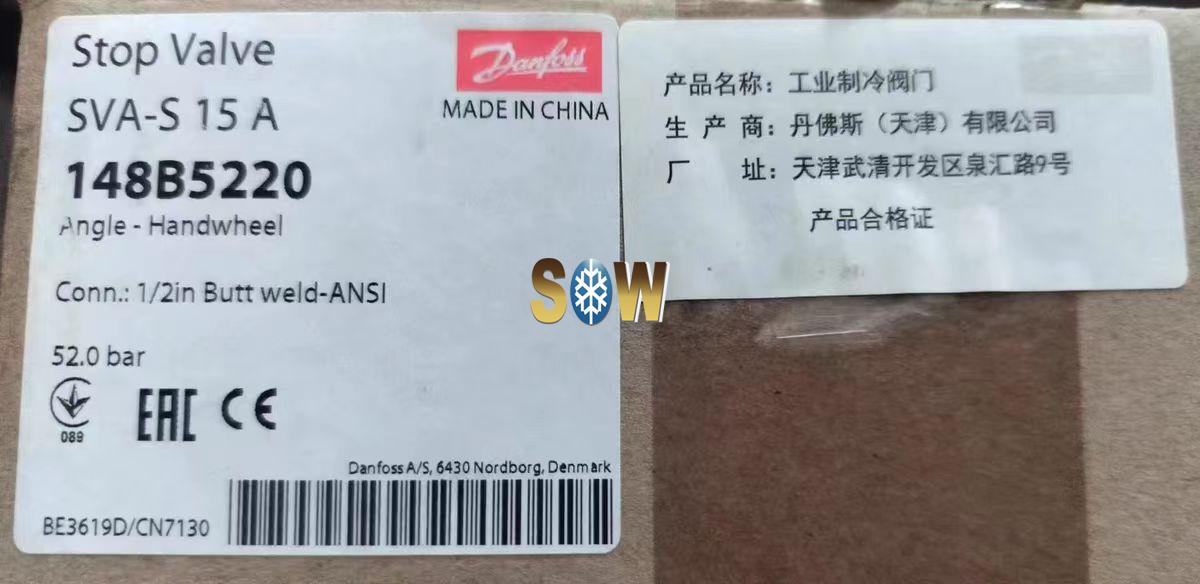 Stop Valve
Danfoss
SVA-S 15 A
MADE IN CHINA
148B5220
Angle - Handwheel
Conn.: 1/2in Butt weld-ANSI
52.0 bar
089
EAC CE
Danfoss A/S, 6430 Nordborg, Denmark
BE3619D/CN7130
产品名称：工业制冷阀门
生产商：丹佛斯（天津）有限公司
厂址：天津武清开发区泉汇路9号
产品合格证
SOW